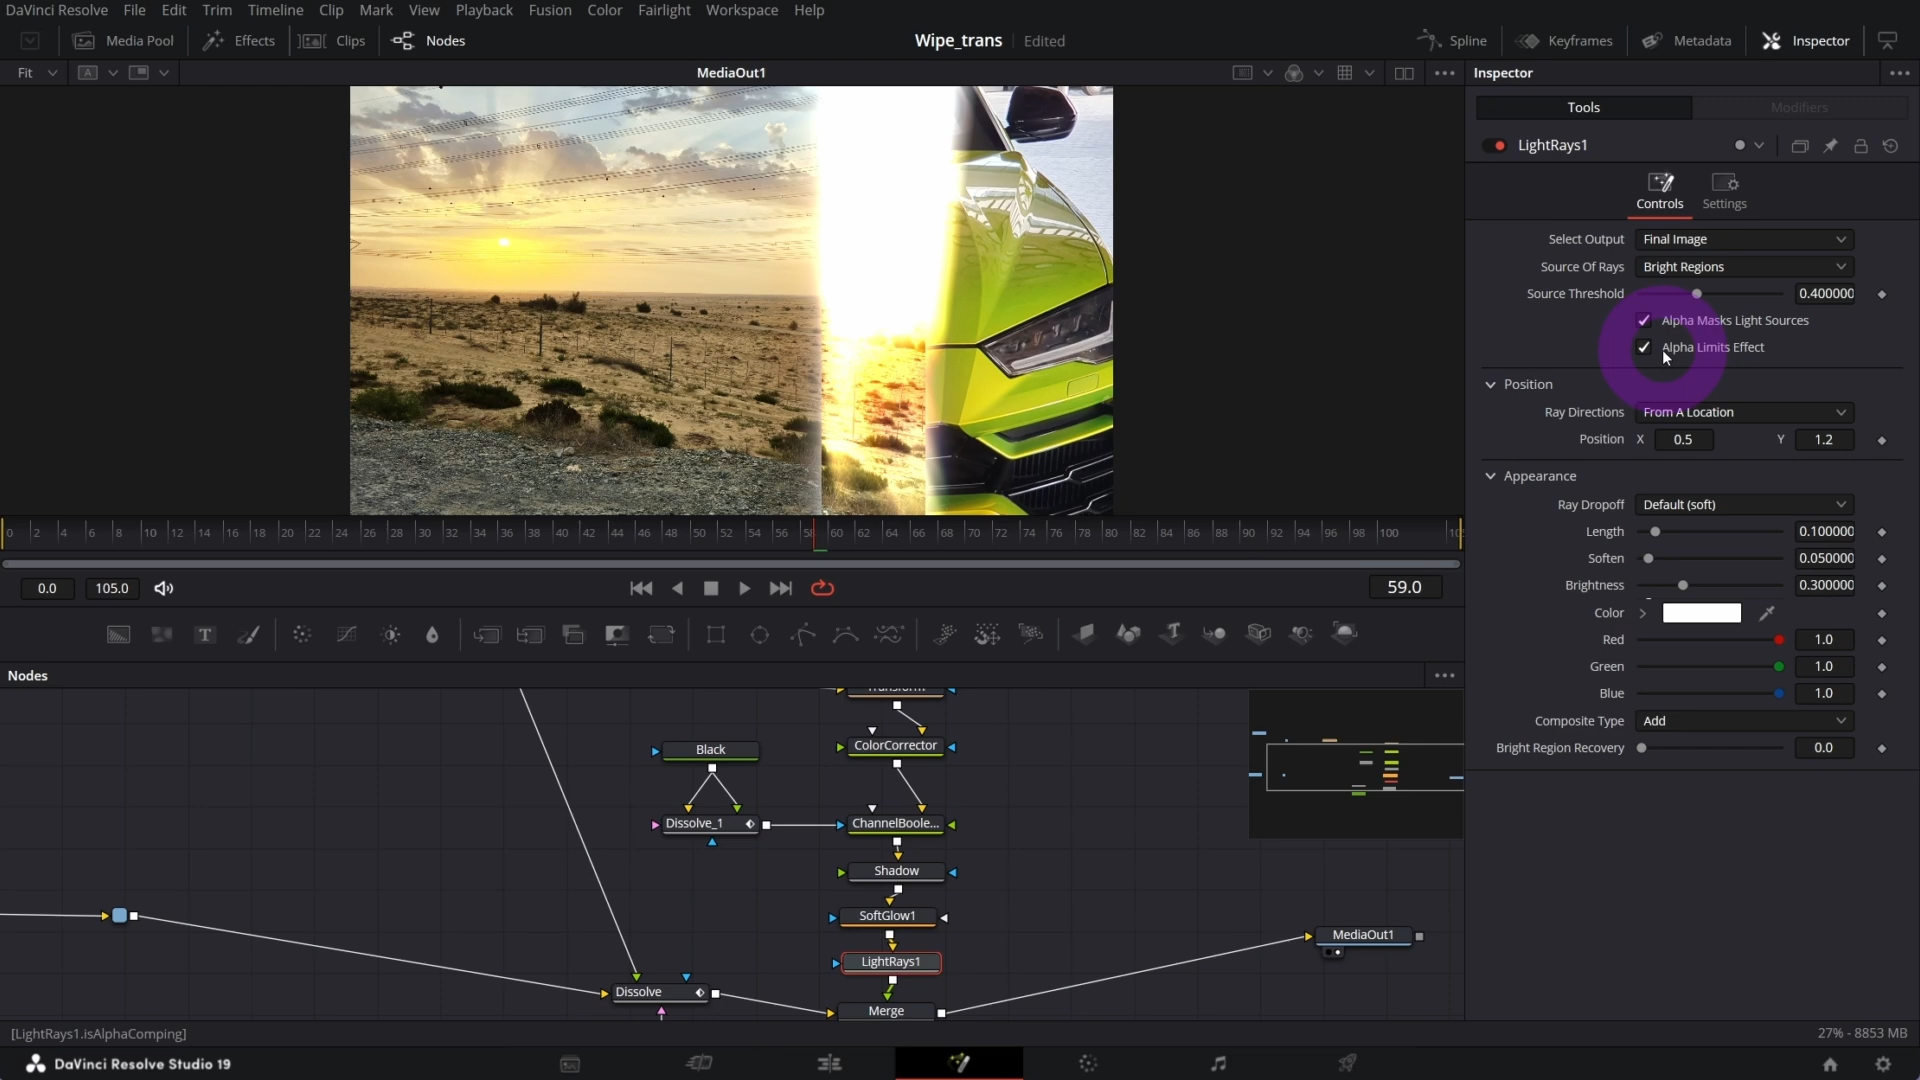 DaVinci Resolve File Edit Trim Timeline Clip Mark View Playback Fusion Color Fairlight Workspace Help
Media Pool Effects Clips Nodes Wipe_trans Edited Spline Keyframes Metadata Inspector
Fit A MediaOut1 Inspector
Tools Modifiers
LightRays1
Controls Settings
Select Output Final Image
Source Of Rays Bright Regions
Source Threshold 0.400000
Alpha Masks Light Sources
Alpha Limits Effect
Position
Ray Directions From A Location
Position X 0.5 Y 1.2
Appearance
Ray Dropoff Default (soft)
Length 0.100000
Soften 0.050000
Brightness 0.300000
Color
Red 1.0
Green 1.0
Blue 1.0
Composite Type Add
Bright Region Recovery 0.0
0 2 4 6 8 10 12 14 16 18 20 22 24 26 28 30 32 34 36 38 40 42 44 46 48 50 52 54 56 58 60 62 64 66 68 70 72 74 76 78 80 82 84 86 88 90 92 94 96 98 100
0.0 105.0 59.0
T
Nodes
Black
ColorCorrector
Dissolve_1
ChannelBoole...
Shadow
SoftGlow1
LightRays1
MediaOut1
Dissolve
Merge
[LightRays1.isAlphaComping] 27% - 8853 MB
DaVinci Resolve Studio 19